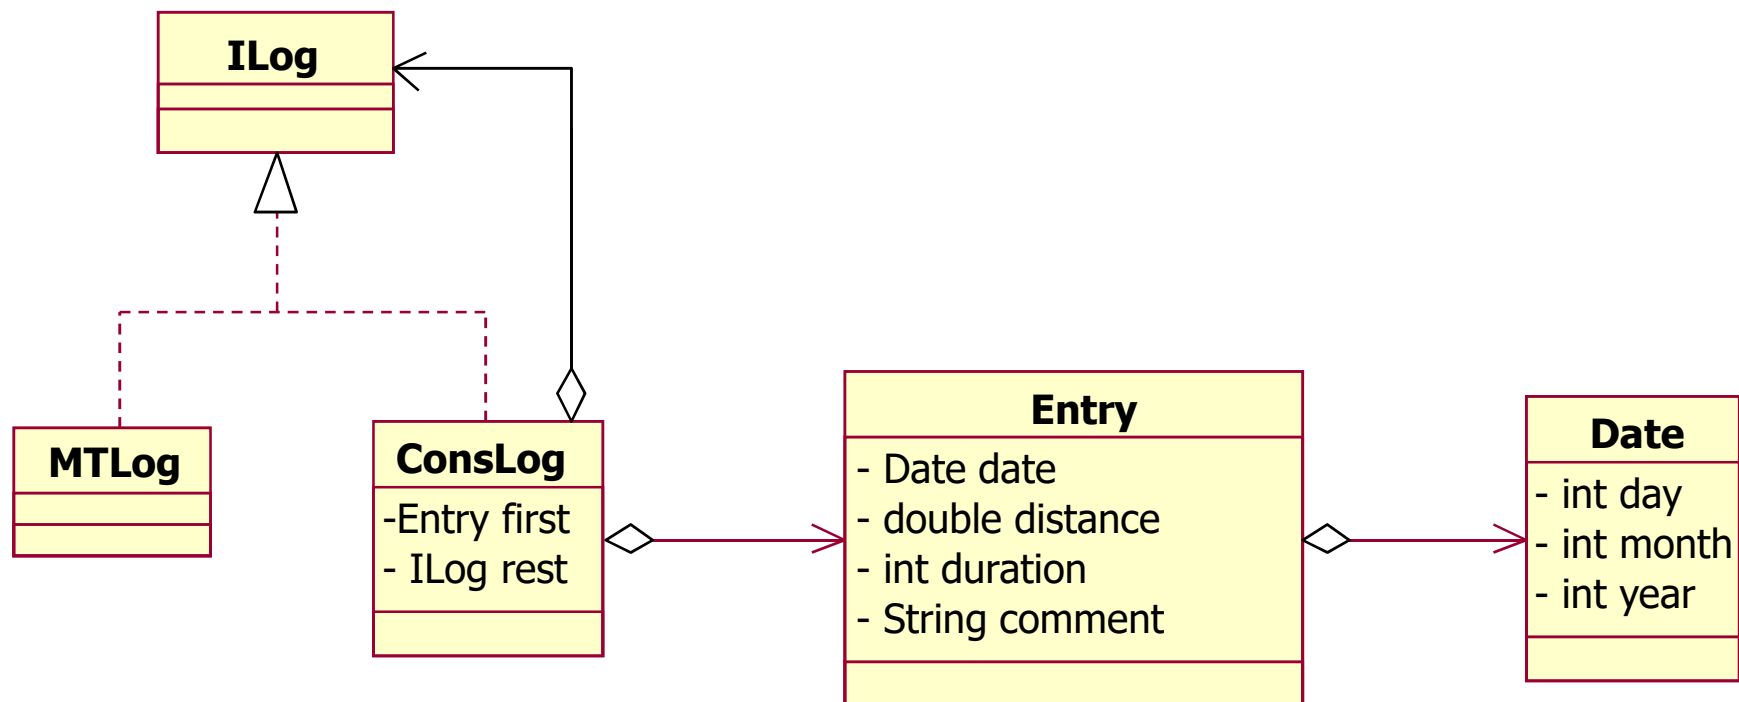 ILog
MTLog
ConsLog
-Entry first
- ILog rest
Entry
- Date date
- double distance
- int duration
- String comment
Date
- int day
- int month
- int year